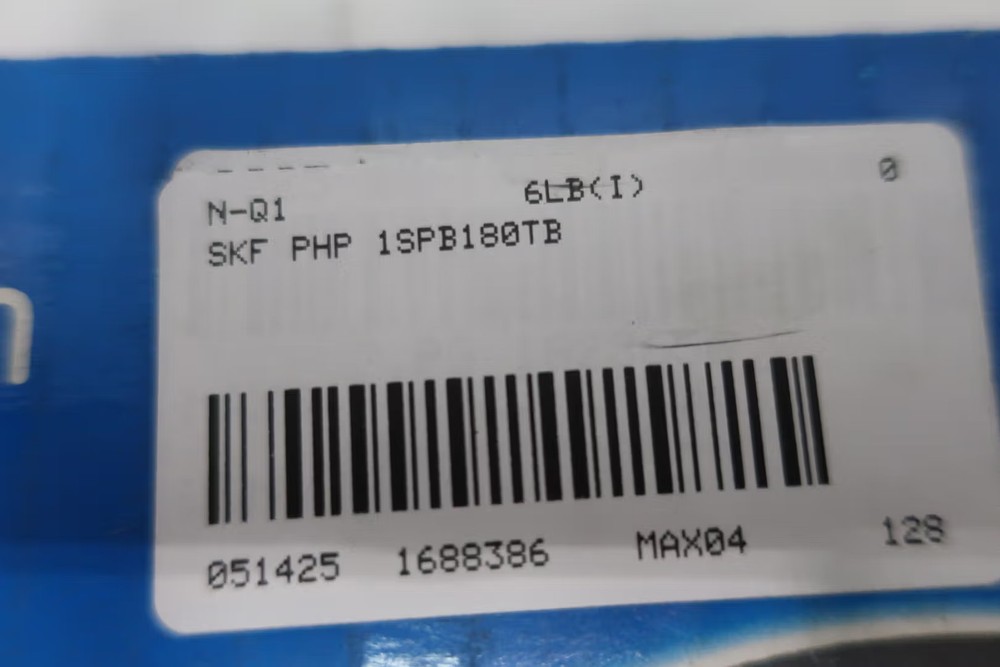 N-Q1 6LB(I) 0
SKF PHP 1SPB180TB
051425 1688386 MAX04 128